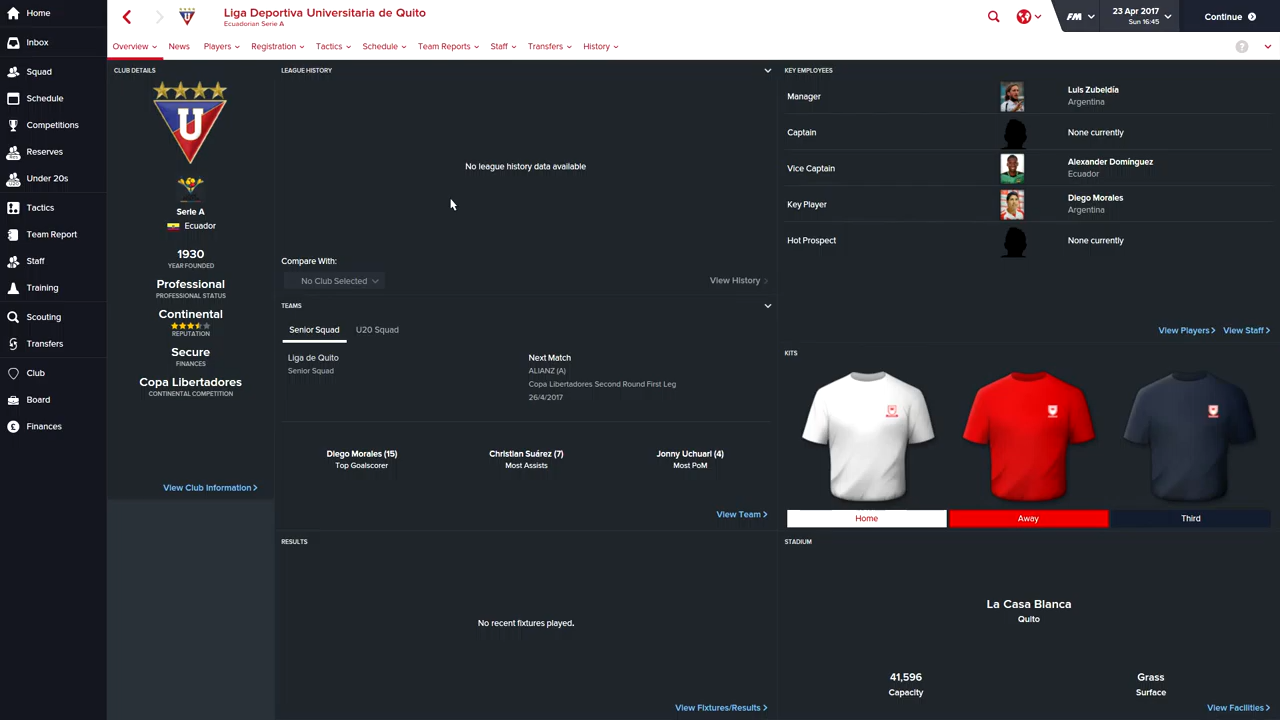 Home
Inbox
Squad
Schedule
Competitions
Reserves
Under 20s
Tactics
Team Report
Staff
Training
Scouting
Transfers
Club
Board
Finances
Liga Deportiva Universitaria de Quito
Ecuadorian Serie A
FM
23 Apr 2017
Sun 16:45
Continue
Overview
News
Players
Registration
Tactics
Schedule
Team Reports
Staff
Transfers
History
?
CLUB DETAILS
U
Serie A
Ecuador
1930
YEAR FOUNDED
Professional
PROFESSIONAL STATUS
Continental
REPUTATION
Secure
FINANCES
Copa Libertadores
CONTINENTAL COMPETITION
View Club Information >
LEAGUE HISTORY
No league history data available
Compare With:
No Club Selected
View History >
TEAMS
Senior Squad
U20 Squad
Liga de Quito
Senior Squad
Next Match
ALIANZ (A)
Copa Libertadores Second Round First Leg
26/4/2017
Diego Morales (15)
Top Goalscorer
Christian Suárez (7)
Most Assists
Jonny Uchuari (4)
Most PoM
View Team >
RESULTS
No recent fixtures played.
View Fixtures/Results >
KEY EMPLOYEES
Manager
Luis Zubeldía
Argentina
Captain
None currently
Vice Captain
Alexander Domínguez
Ecuador
Key Player
Diego Morales
Argentina
Hot Prospect
None currently
View Players >
View Staff >
KITS
Home
Away
Third
STADIUM
La Casa Blanca
Quito
41,596
Capacity
Grass
Surface
View Facilities >